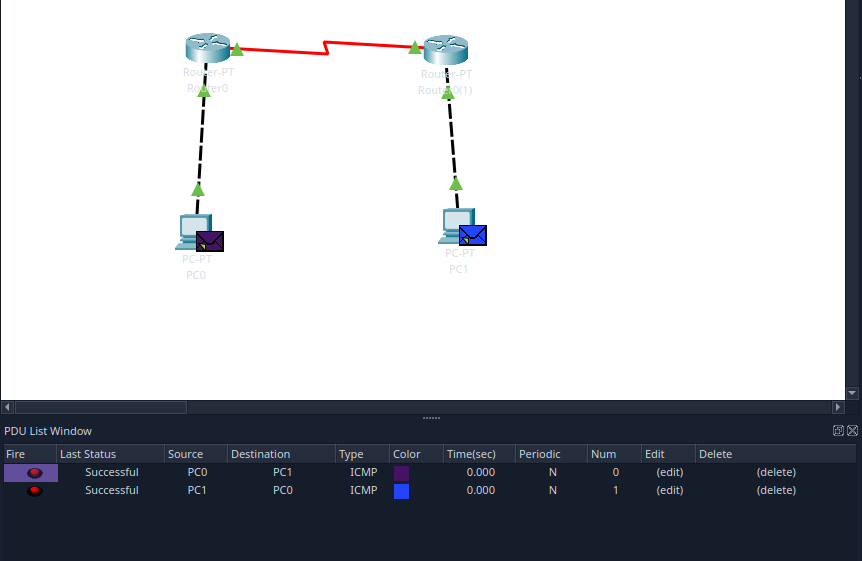 Router-PT
Router0
Router-PT
Router0(1)
PC-PT
PC0
PC-PT
PC1
PDU List Window
Fire Last Status Source Destination Type Color Time(sec) Periodic Num Edit Delete
Successful PC0 PC1 ICMP 0.000 N 0 (edit) (delete)
Successful PC1 PC0 ICMP 0.000 N 1 (edit) (delete)